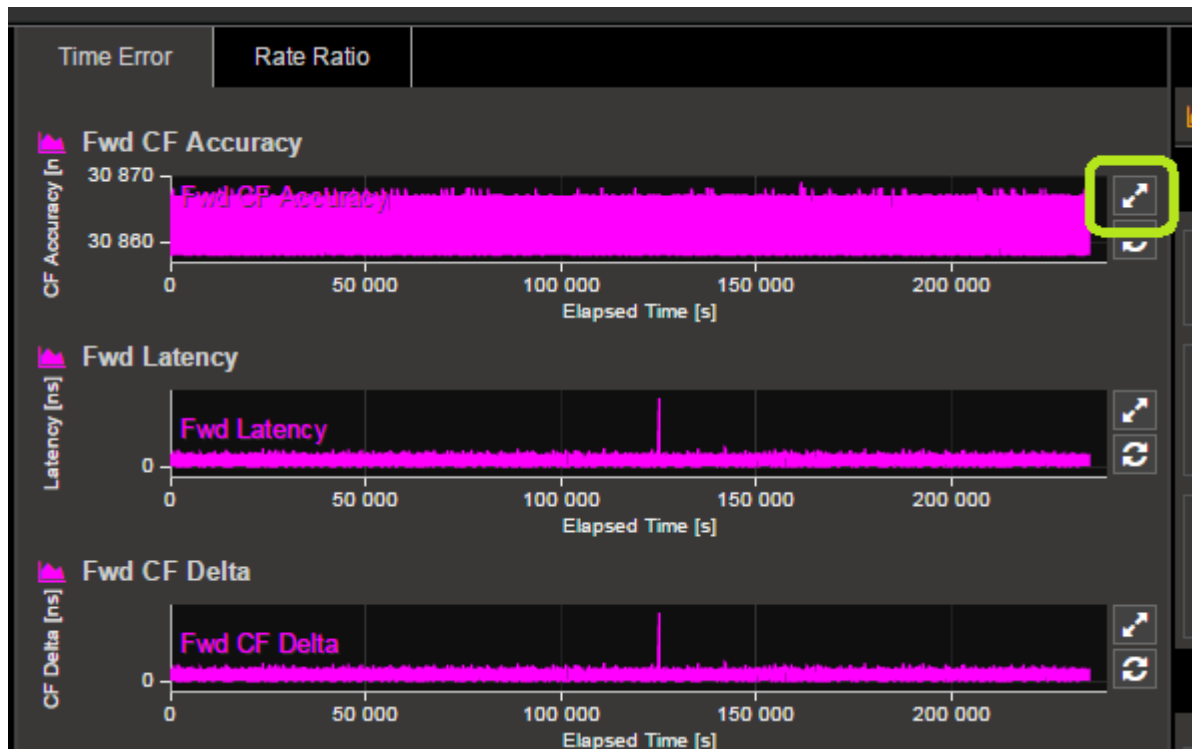 Time Error
Rate Ratio
Fwd CF Accuracy
CF Accuracy [n
30 870
30 860
Fwd CF Accuracy
0 50 000 100 000 150 000 200 000
Elapsed Time [s]
Fwd Latency
Latency [ns]
Fwd Latency
0
0 50 000 100 000 150 000 200 000
Elapsed Time [s]
Fwd CF Delta
CF Delta [ns]
Fwd CF Delta
0
0 50 000 100 000 150 000 200 000
Elapsed Time [s]